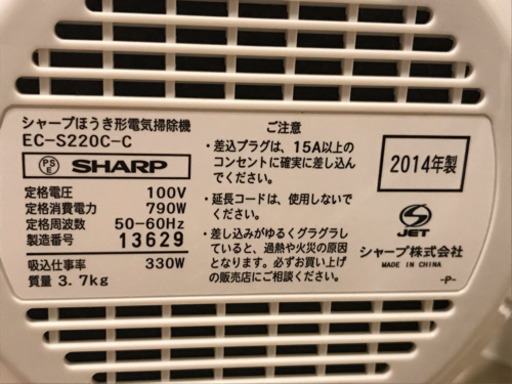 シャープほうき形電気掃除機
EC-S220C-C
PS
E
SHARP
定格電圧 100V
定格消費電力 790W
定格周波数 50-60Hz
製造番号 13629
吸込仕事率 330W
質量 3.7kg
ご注意
・差込プラグは、15A以上の
コンセントに確実に差し込ん
でください。
・延長コードは、使用しないで
ください。
・差し込みがゆるくグラグラ
していると、過熱や火災の原因
となります。必ずお買い上げ
の販売店にご相談ください。
2014年製
JET
シャープ株式会社
MADE IN CHINA
-P-